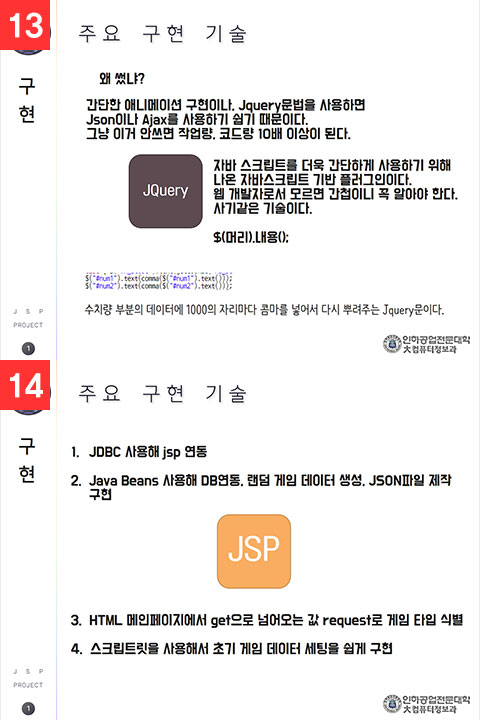 13
주요 구현 기술
구
현
왜 썼냐?
간단한 애니메이션 구현이나, Jquery문법을 사용하면
Json이나 Ajax를 사용하기 쉽기 때문이다.
그냥 이거 안쓰면 작업량, 코드량 10배 이상이 된다.
JQuery
자바 스크립트를 더욱 간단하게 사용하기 위해
나온 자바스크립트 기반 플러그인이다.
웹 개발자로서 모르면 간첩이니 꼭 알아야 한다.
사기같은 기술이다.
$(머리).내용();
$("#num1").text(comma($("#num1").text()));
$("#num2").text(comma($("#num2").text()));
수치량 부분의 데이터에 1000의 자리마다 콤마를 넣어서 다시 뿌려주는 Jquery문이다.
J S P
PROJECT
1
인하공업전문대학
大컴퓨터정보과
14
주요 구현 기술
구
현
1. JDBC 사용해 jsp 연동
2. Java Beans 사용해 DB연동, 랜덤 게임 데이터 생성, JSON파일 제작
구현
JSP
3. HTML 메인페이지에서 get으로 넘어오는 값 request로 게임 타입 식별
4. 스크립트릿을 사용해서 초기 게임 데이터 세팅을 쉽게 구현
J S P
PROJECT
1
인하공업전문대학
大컴퓨터정보과